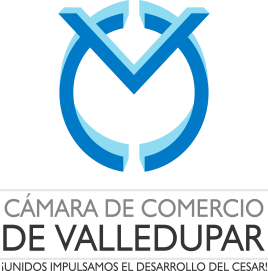 CÁMARA DE COMERCIO
DE VALLEDUPAR
¡UNIDOS IMPULSAMOS EL DESARROLLO DEL CESAR!